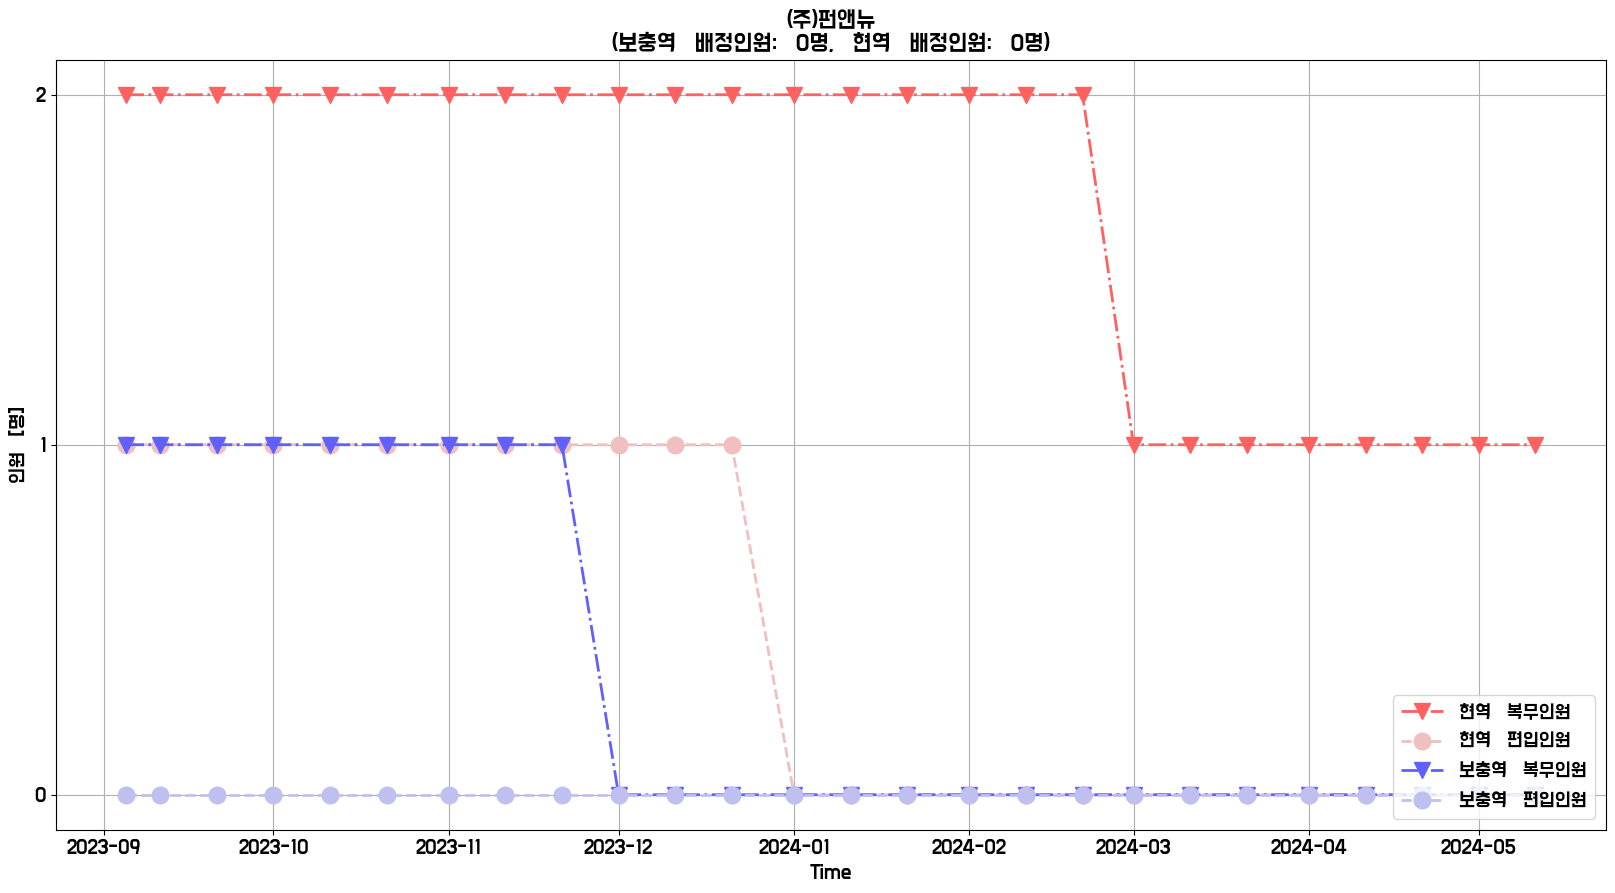 (주)펀앤뉴
(보충역 배정인원: 0명, 현역 배정인원: 0명)
인원 [명]
2
1
0
현역 복무인원
현역 편입인원
보충역 복무인원
보충역 편입인원
2023-09 2023-10 2023-11 2023-12 2024-01 2024-02 2024-03 2024-04 2024-05
Time